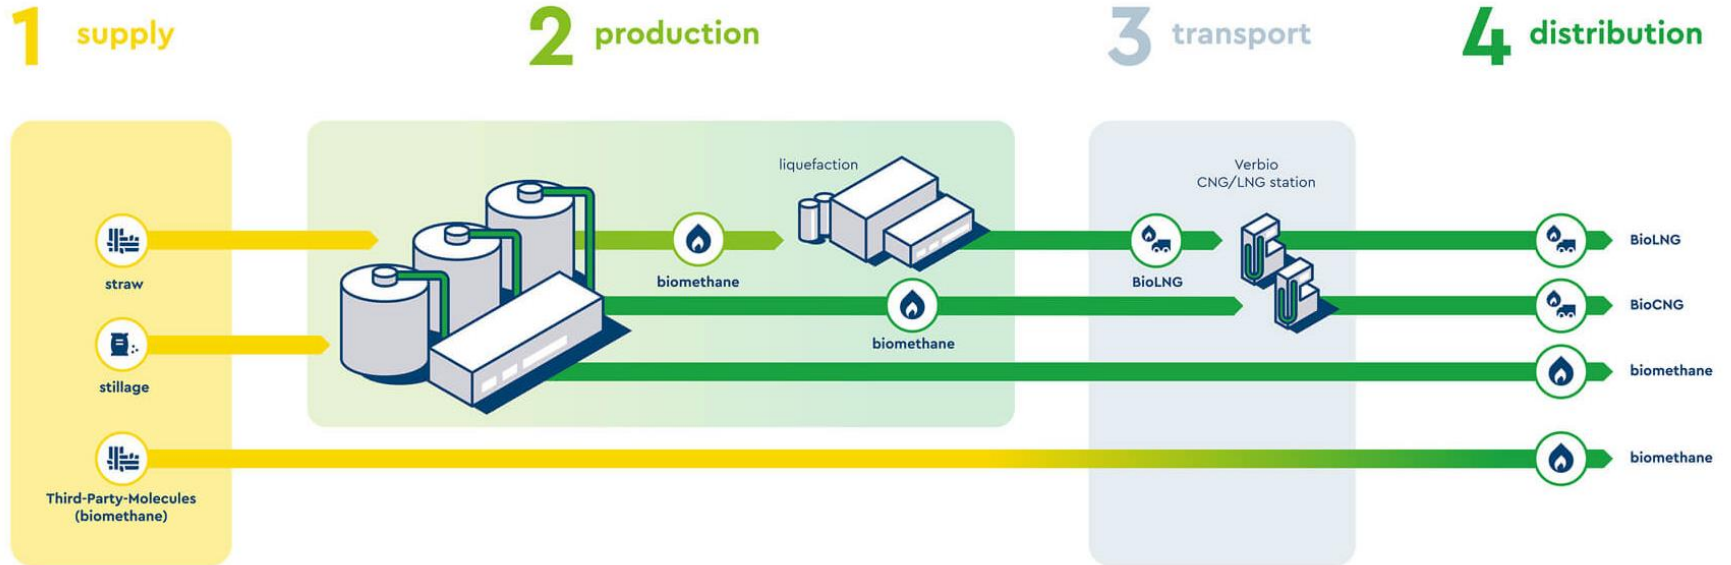 1 supply
2 production
3 transport
4 distribution
liquefaction
Verbio
CNG/LNG station
straw
biomethane
BioLNG
BioLNG
biomethane
BioCNG
stillage
biomethane
Third-Party-Molecules
(biomethane)
biomethane